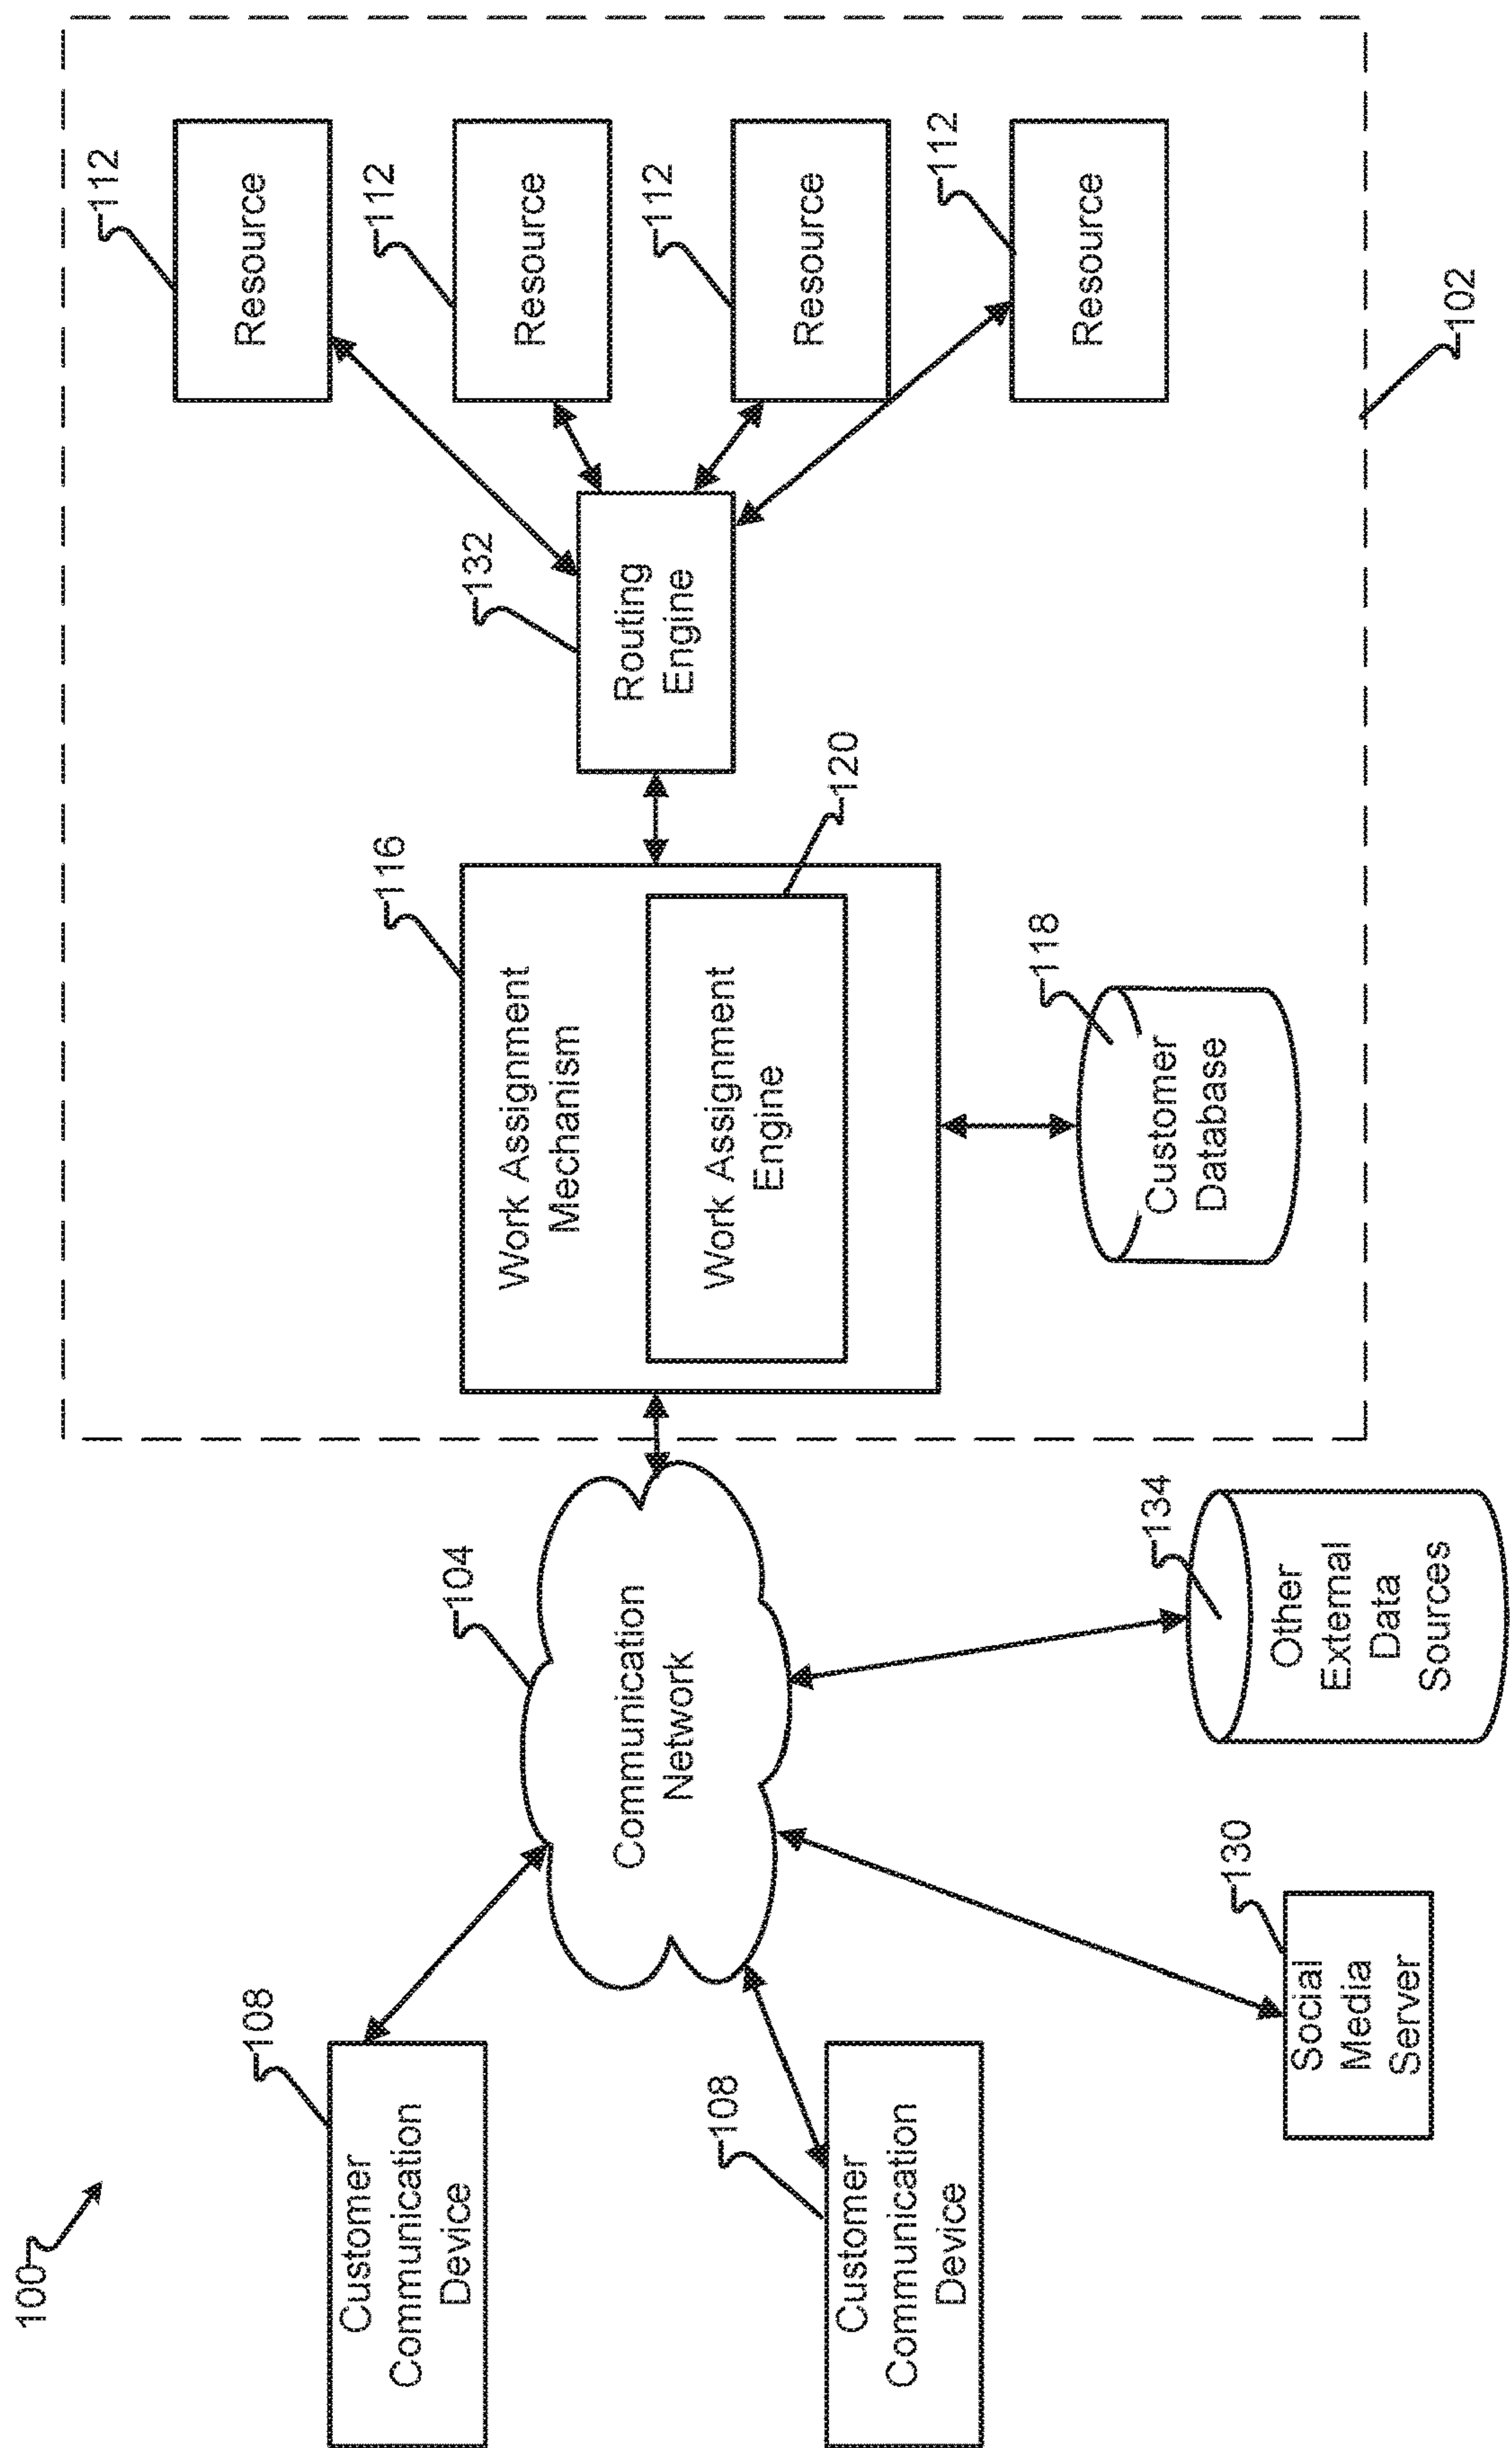 100
108
Customer
Communication
Device
108
Customer
Communication
Device
104
Communication
Network
130
Social
Media
Server
134
Other
External
Data
Sources
116
Work Assignment
Mechanism
120
Work Assignment
Engine
118
Customer
Database
132
Routing
Engine
112
Resource
112
Resource
112
Resource
112
Resource
102